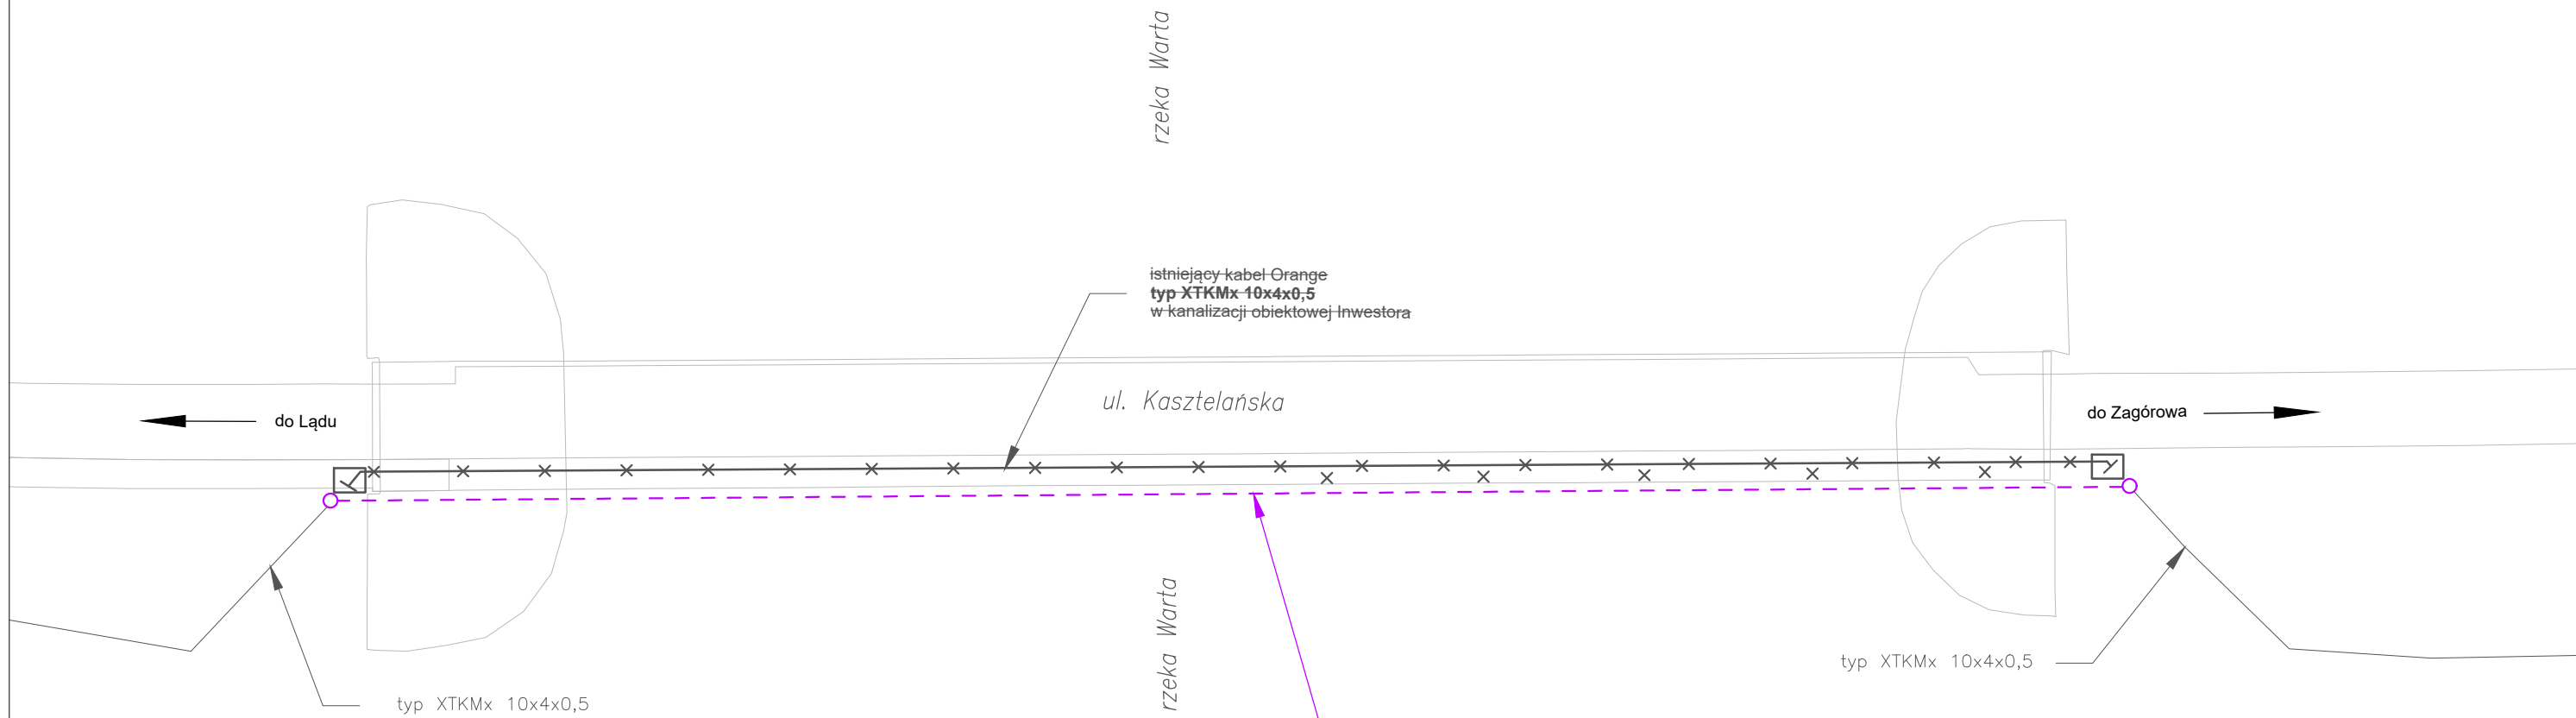 rzeka Warta
istniejący kabel Orange
typ XTKMx 10x4x0,5
w kanalizacji obiektowej Inwestora
ul. Kasztelańska
do Lądu
do Zagórowa
rzeka Warta
typ XTKMx 10x4x0,5
typ XTKMx 10x4x0,5